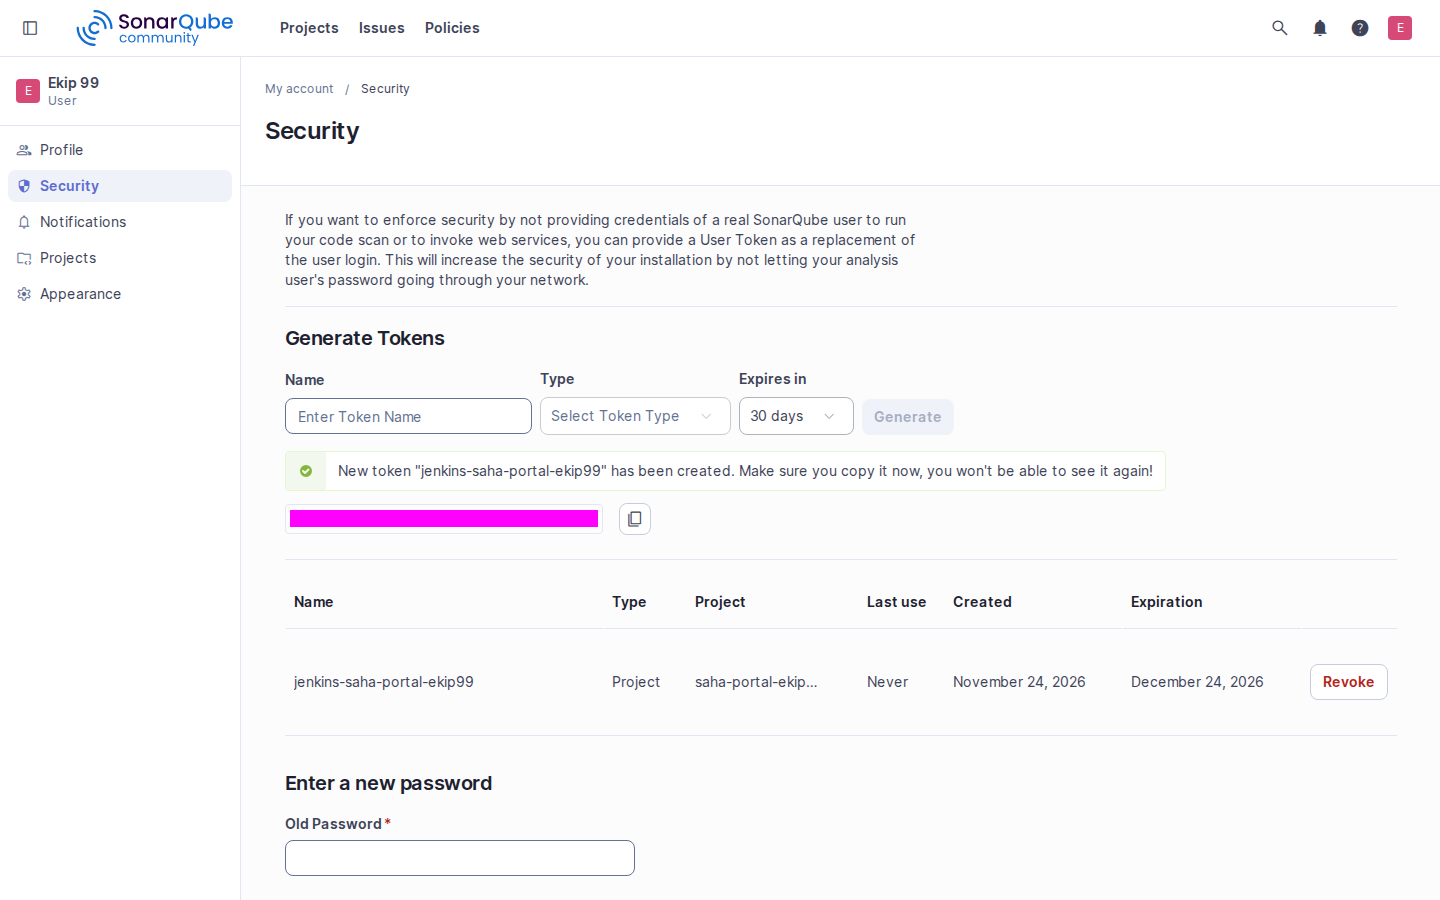 SonarQube community
Projects
Issues
Policies
E
E
Ekip 99
User
Profile
Security
Notifications
Projects
Appearance
My account / Security
Security
If you want to enforce security by not providing credentials of a real SonarQube user to run
your code scan or to invoke web services, you can provide a User Token as a replacement of
the user login. This will increase the security of your installation by not letting your analysis
user's password going through your network.
Generate Tokens
Name
Type
Expires in
Enter Token Name
Select Token Type
30 days
Generate
New token "jenkins-saha-portal-ekip99" has been created. Make sure you copy it now, you won't be able to see it again!
Name Type Project Last use Created Expiration
jenkins-saha-portal-ekip99 Project saha-portal-ekip... Never November 24, 2026 December 24, 2026 Revoke
Enter a new password
Old Password *